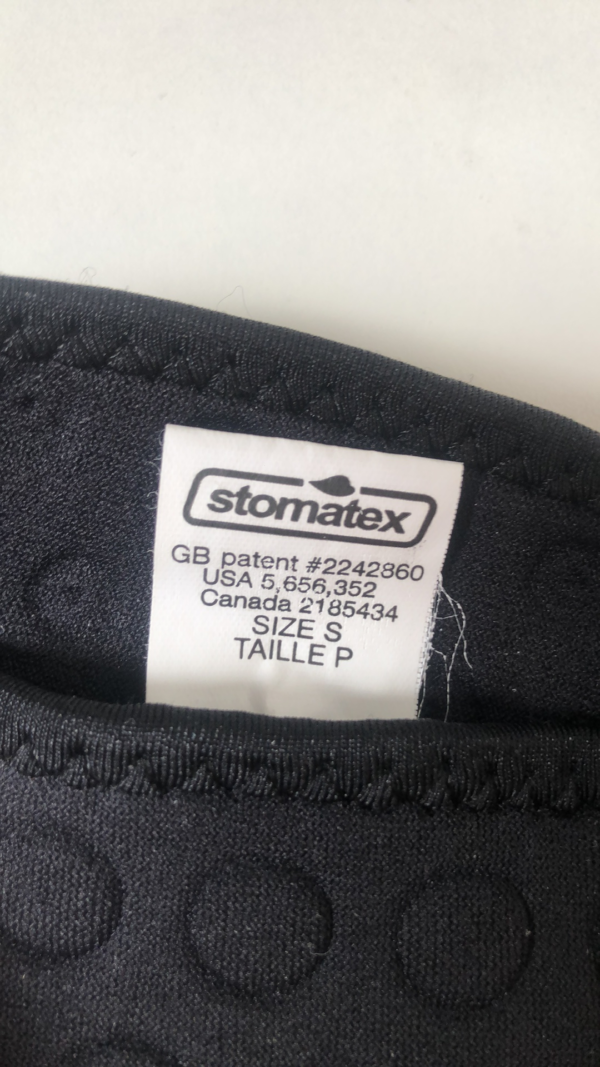 stomatex
GB patent #2242860
USA 5,656,352
Canada 2185434
SIZE S
TAILLE P